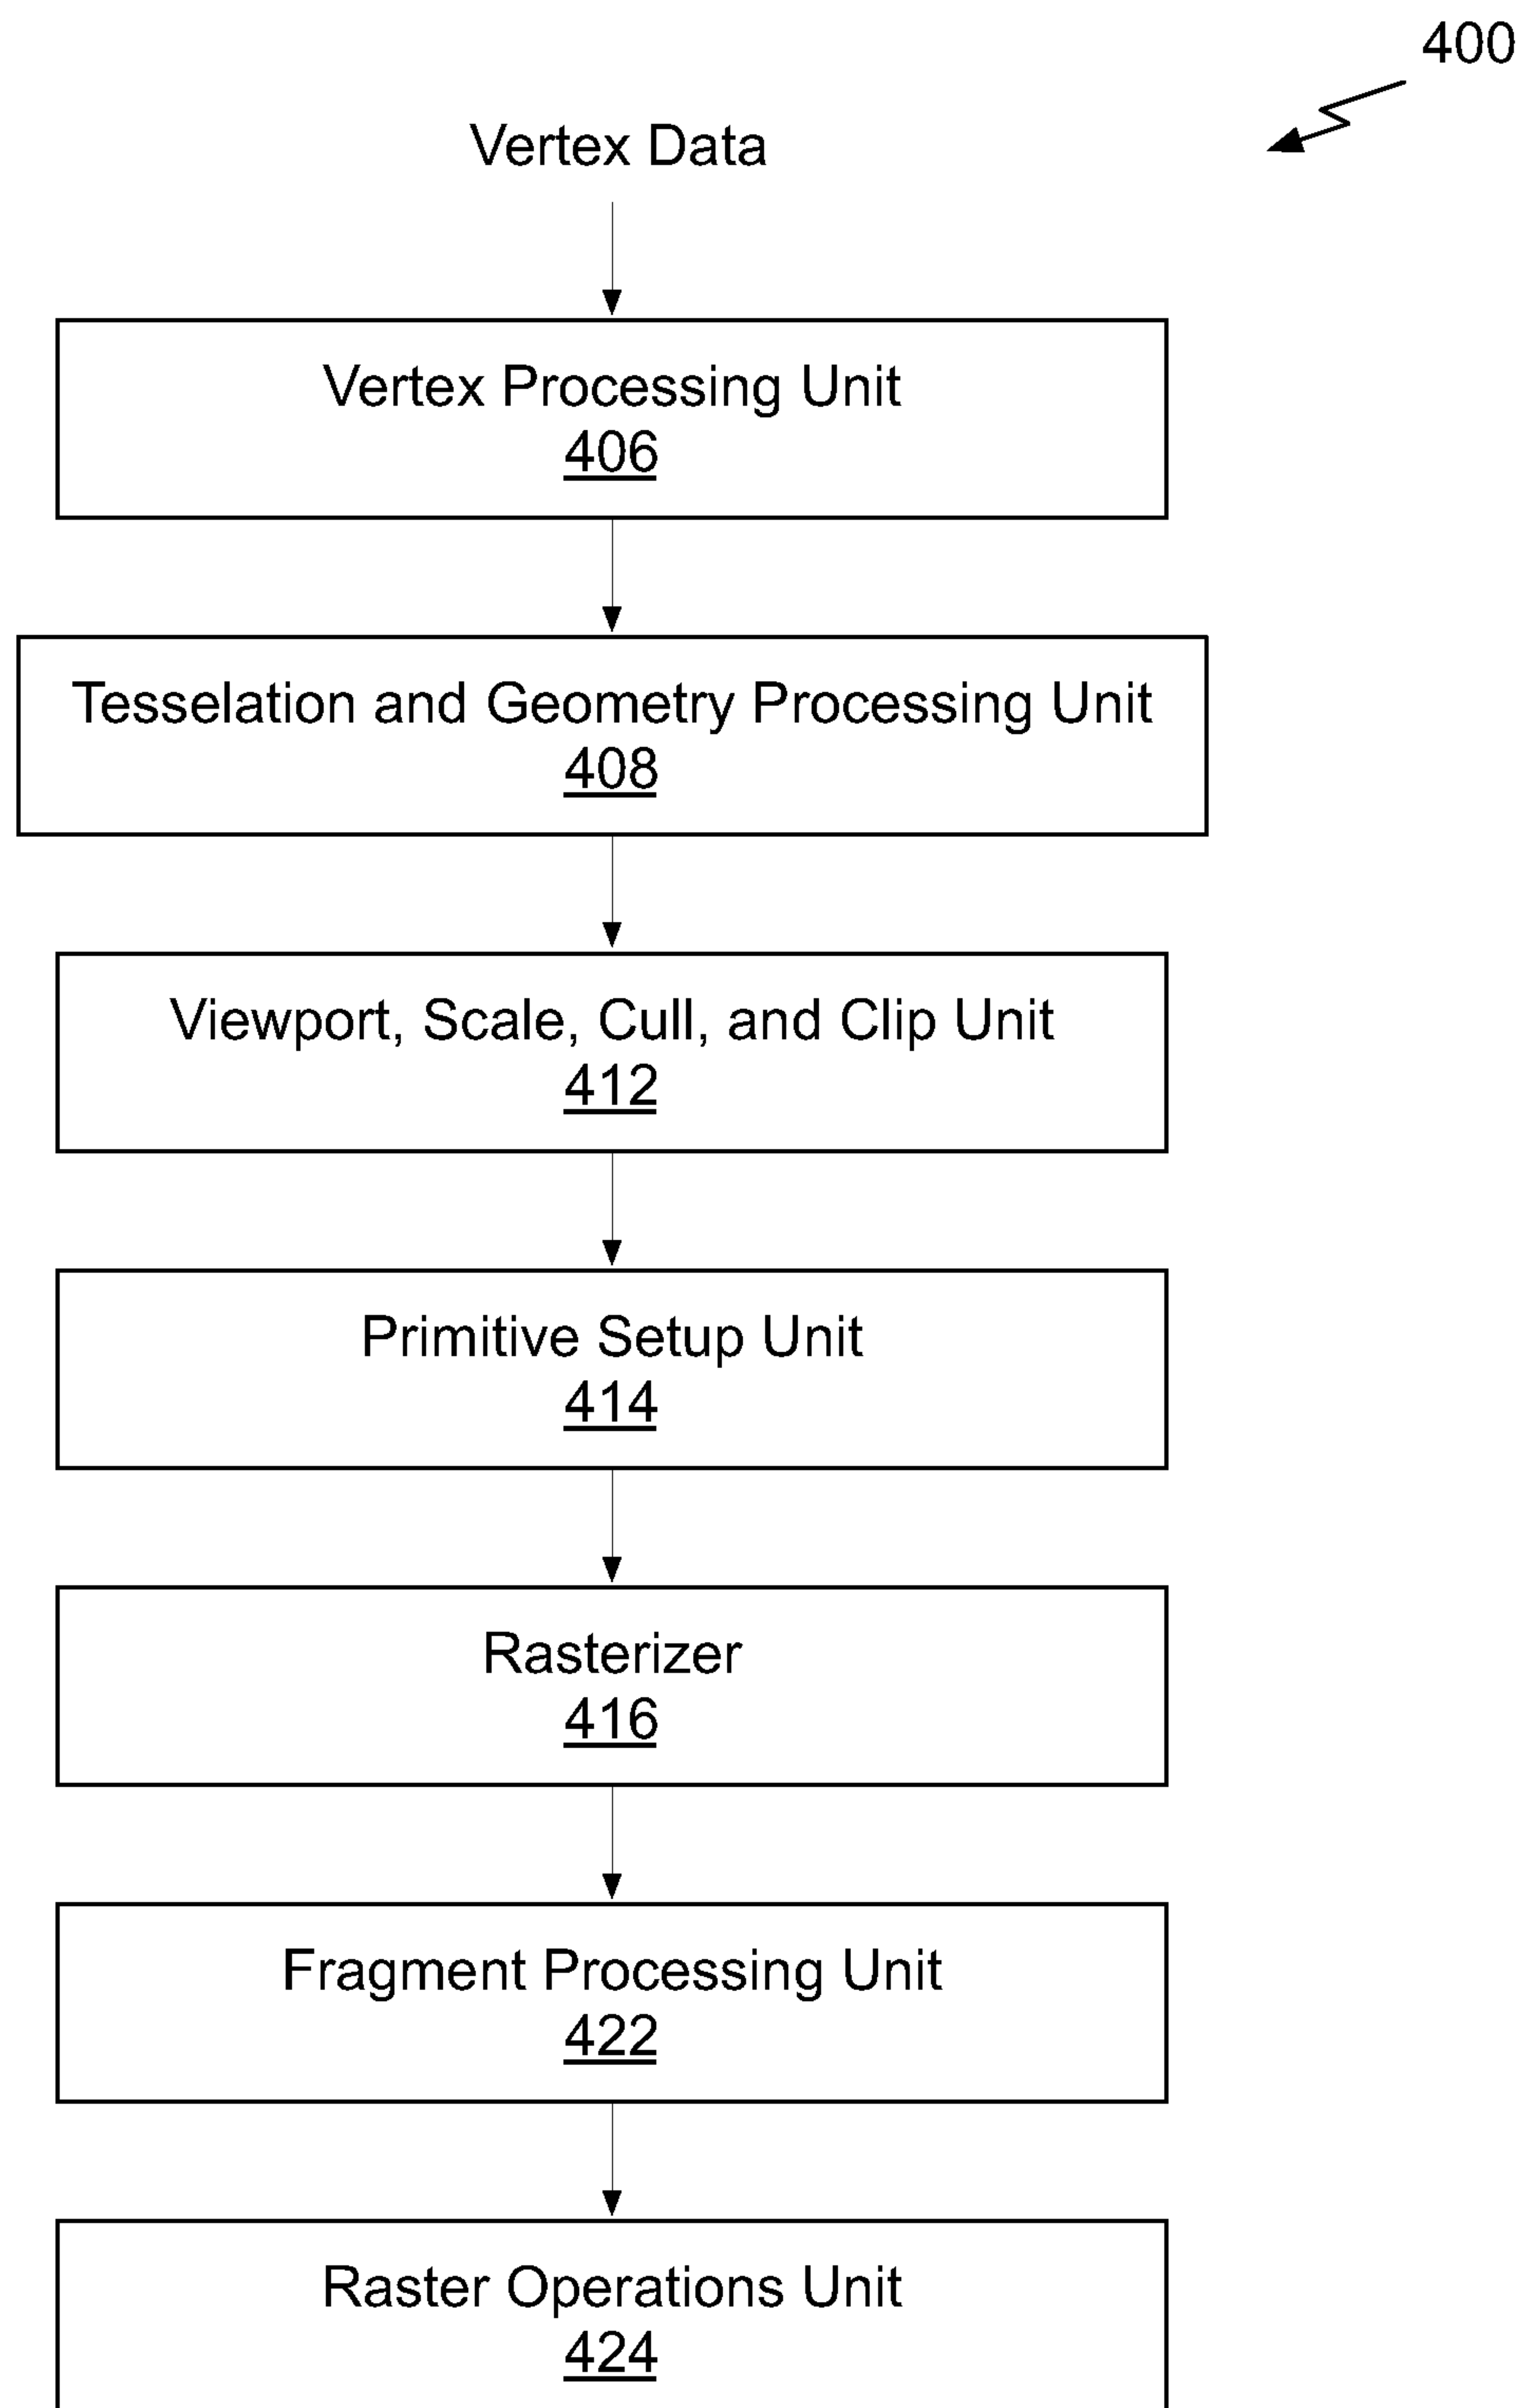 400
Vertex Data
Vertex Processing Unit
406
Tesselation and Geometry Processing Unit
408
Viewport, Scale, Cull, and Clip Unit
412
Primitive Setup Unit
414
Rasterizer
416
Fragment Processing Unit
422
Raster Operations Unit
424